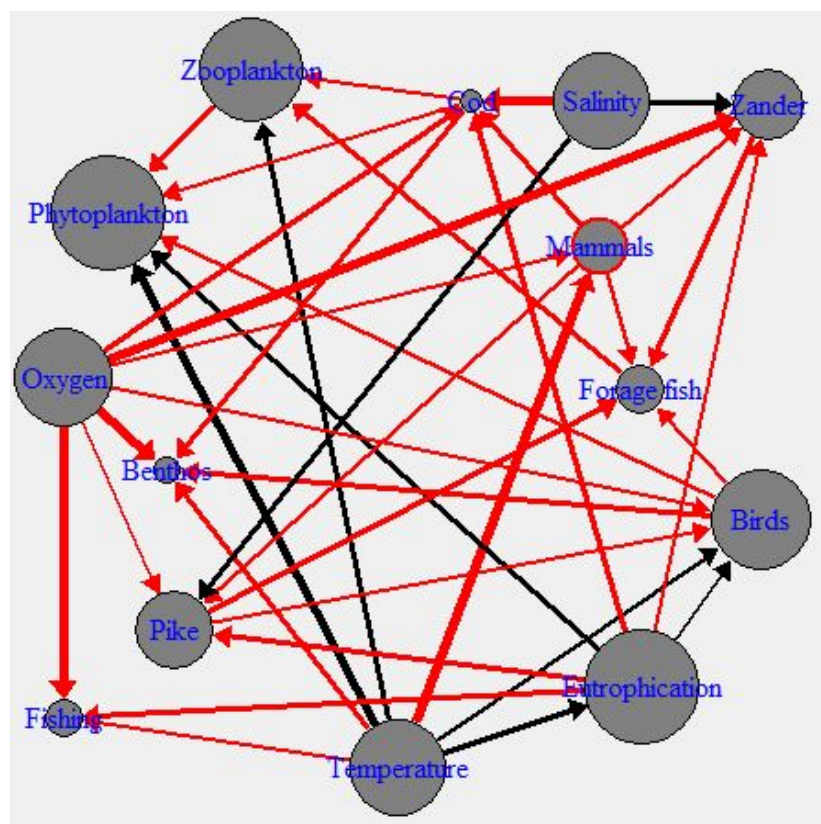 Zooplankton
Cod
Salinity
Zander
Phytoplankton
Mammals
Oxygen
Forage fish
Benthos
Birds
Pike
Eutrophication
Fishing
Temperature